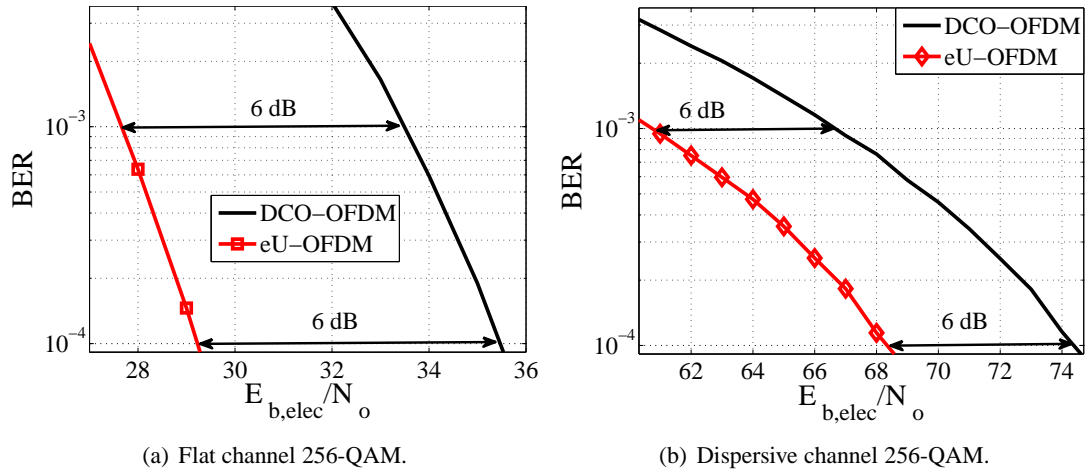 BER
10⁻³
10⁻⁴
6 dB
DCO−OFDM
eU−OFDM
6 dB
28 30 32 34 36
E_b,elec/N_o
(a) Flat channel 256-QAM.
DCO−OFDM
eU−OFDM
BER
10⁻³
10⁻⁴
6 dB
6 dB
62 64 66 68 70 72 74
E_b,elec/N_o
(b) Dispersive channel 256-QAM.